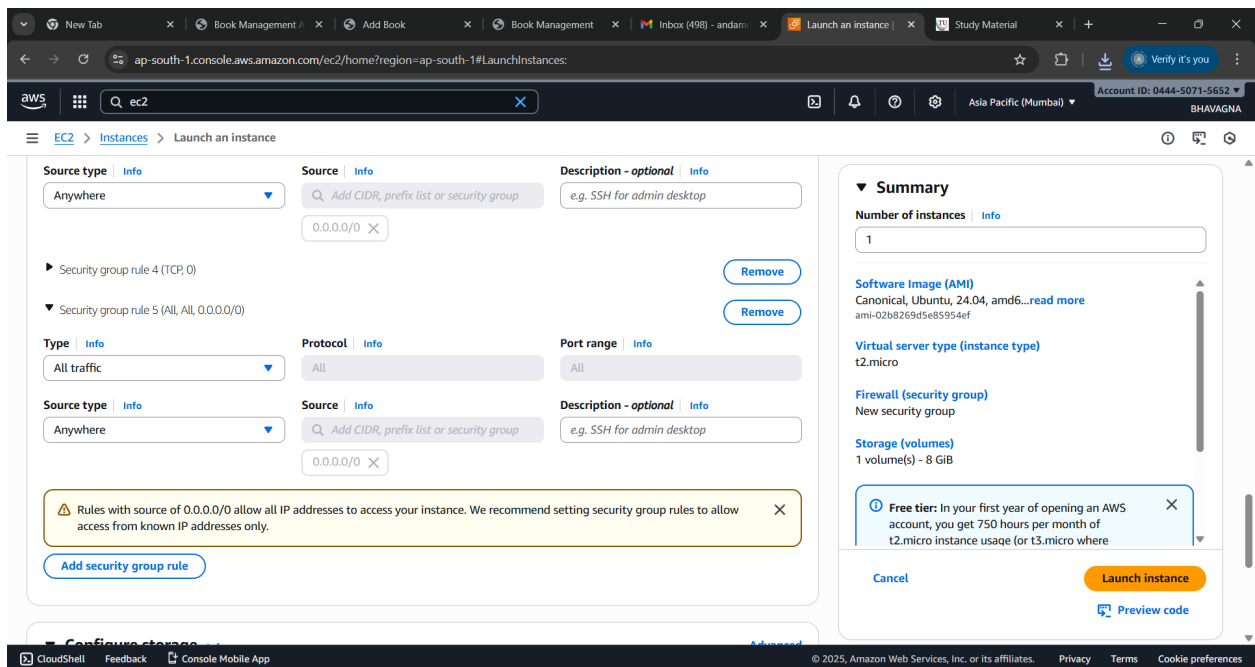 New Tab
Book Management A
Add Book
Book Management
Inbox (498) - andam
Launch an instance |
Study Material
ap-south-1.console.aws.amazon.com/ec2/home?region=ap-south-1#LaunchInstances:
Verify it's you
aws
ec2
Asia Pacific (Mumbai)
Account ID: 0444-5071-5652
BHAVAGNA
EC2 > Instances > Launch an instance
Source type Info
Source Info
Description - optional Info
Anywhere
Add CIDR, prefix list or security group
e.g. SSH for admin desktop
0.0.0.0/0
Security group rule 4 (TCP, 0)
Remove
Security group rule 5 (All, All, 0.0.0.0/0)
Remove
Type Info
Protocol Info
Port range Info
All traffic
All
All
Source type Info
Source Info
Description - optional Info
Anywhere
Add CIDR, prefix list or security group
e.g. SSH for admin desktop
0.0.0.0/0
Rules with source of 0.0.0.0/0 allow all IP addresses to access your instance. We recommend setting security group rules to allow
access from known IP addresses only.
Add security group rule
Configure storage
Advanced
Summary
Number of instances Info
1
Software Image (AMI)
Canonical, Ubuntu, 24.04, amd6...read more
ami-02b8269d5e85954ef
Virtual server type (instance type)
t2.micro
Firewall (security group)
New security group
Storage (volumes)
1 volume(s) - 8 GiB
Free tier: In your first year of opening an AWS
account, you get 750 hours per month of
t2.micro instance usage (or t3.micro where
Cancel
Launch instance
Preview code
CloudShell Feedback Console Mobile App
© 2025, Amazon Web Services, Inc. or its affiliates. Privacy Terms Cookie preferences